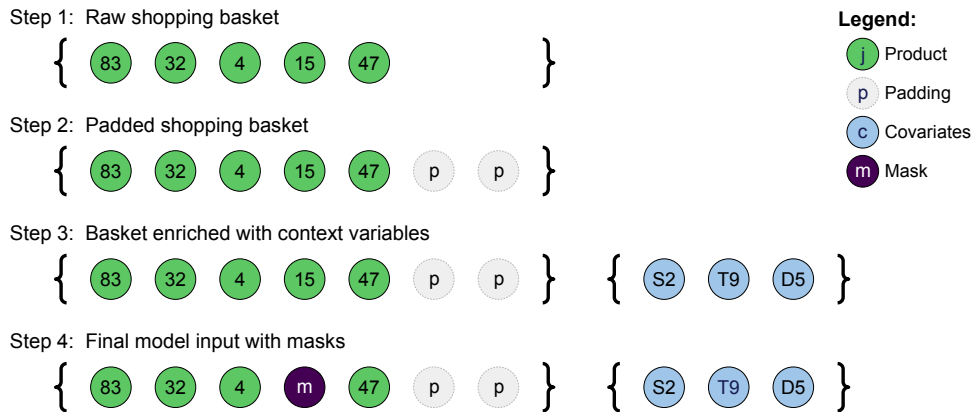 Step 1: Raw shopping basket
{ 83 32 4 15 47 }
Step 2: Padded shopping basket
{ 83 32 4 15 47 p p }
Step 3: Basket enriched with context variables
{ 83 32 4 15 47 p p } { S2 T9 D5 }
Step 4: Final model input with masks
{ 83 32 4 m 47 p p } { S2 T9 D5 }
Legend:
j Product
p Padding
c Covariates
m Mask